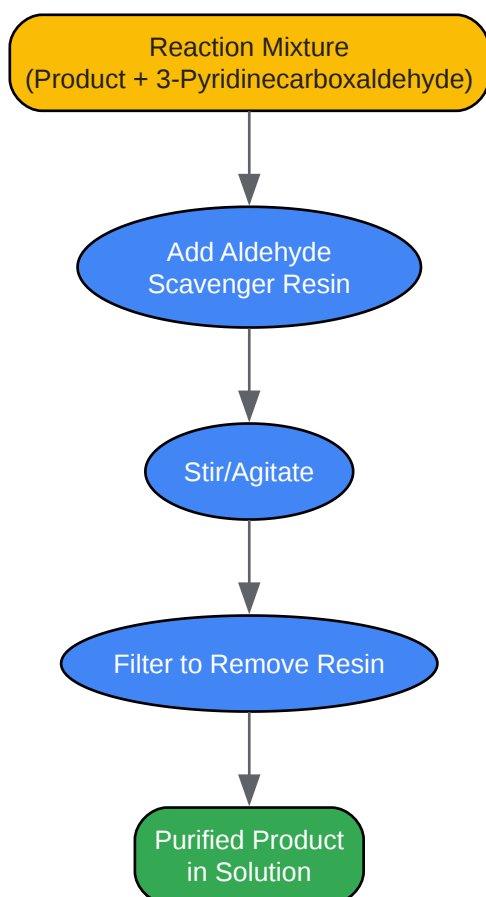 Reaction Mixture
(Product + 3-Pyridinecarboxaldehyde)
Add Aldehyde
Scavenger Resin
Stir/Agitate
Filter to Remove Resin
Purified Product
in Solution